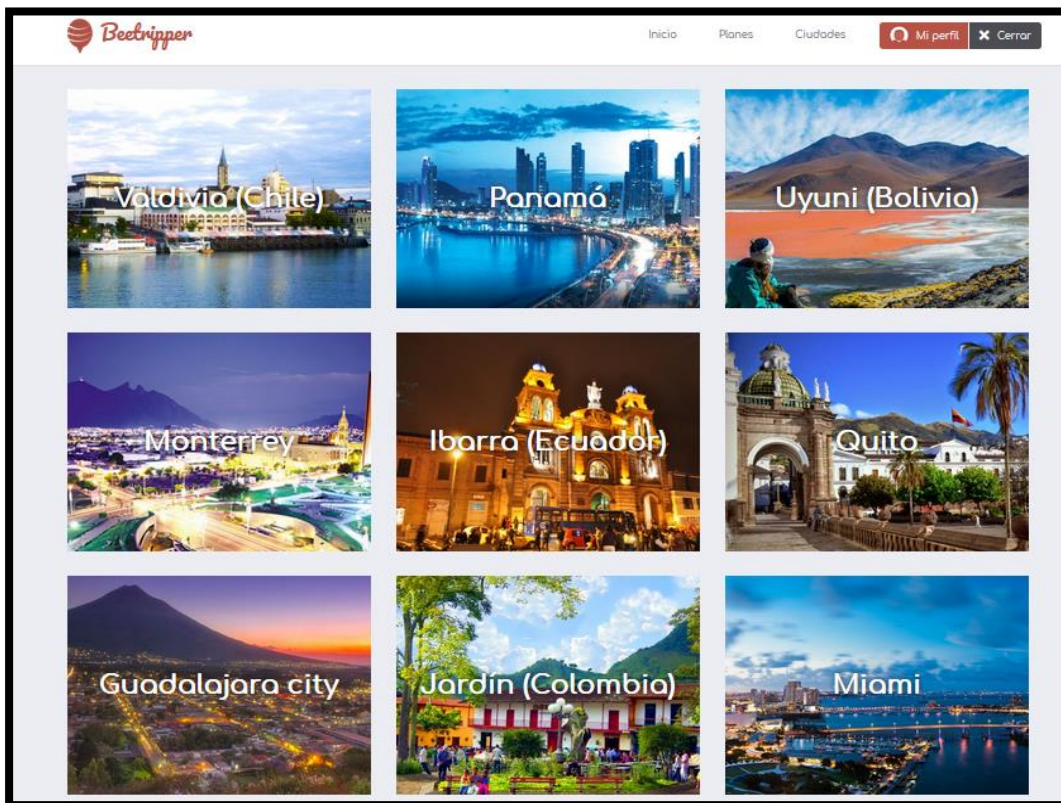 Beetripper
Inicio Planes Ciudades Mi perfil Cerrar
Valdivia (Chile) Panamá Uyuni (Bolivia)
Monterrey Ibarra (Ecuador) Quito
Guadalajara city Jardín (Colombia) Miami